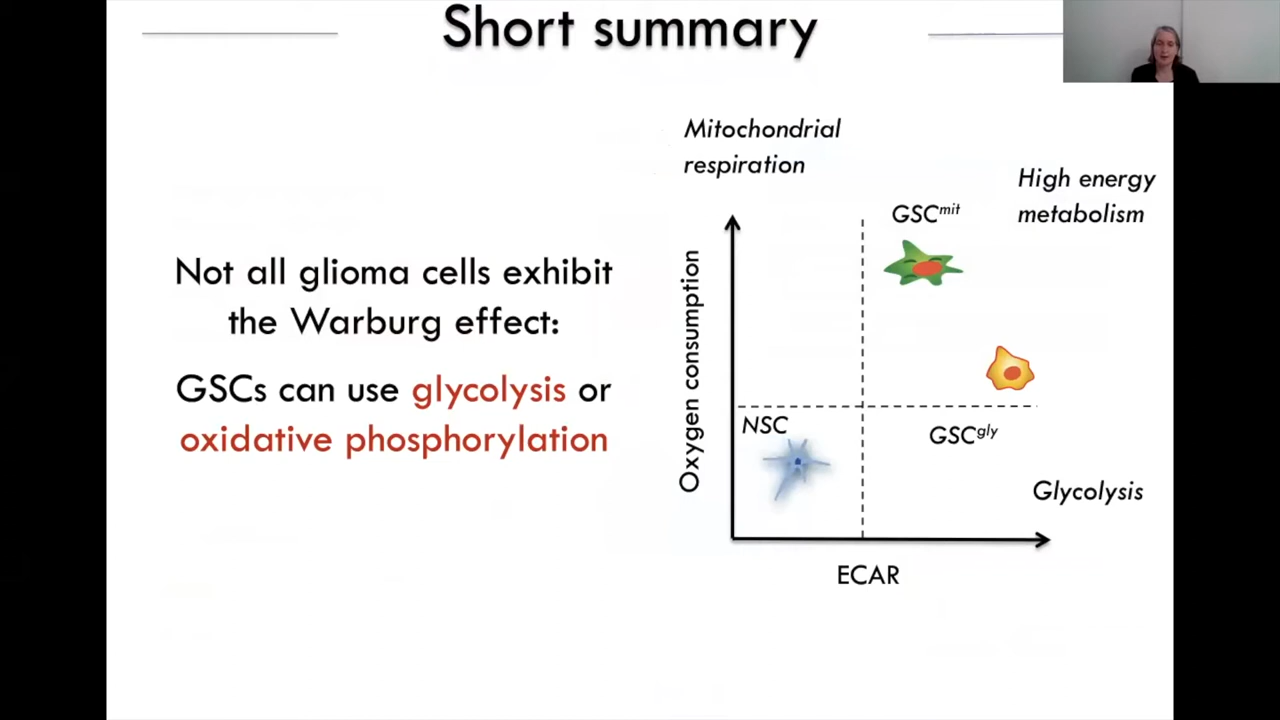 Short summary
Not all glioma cells exhibit
the Warburg effect:
GSCs can use glycolysis or
oxidative phosphorylation
Mitochondrial
respiration
High energy
metabolism
GSCmit
Oxygen consumption
NSC
GSCgly
Glycolysis
ECAR